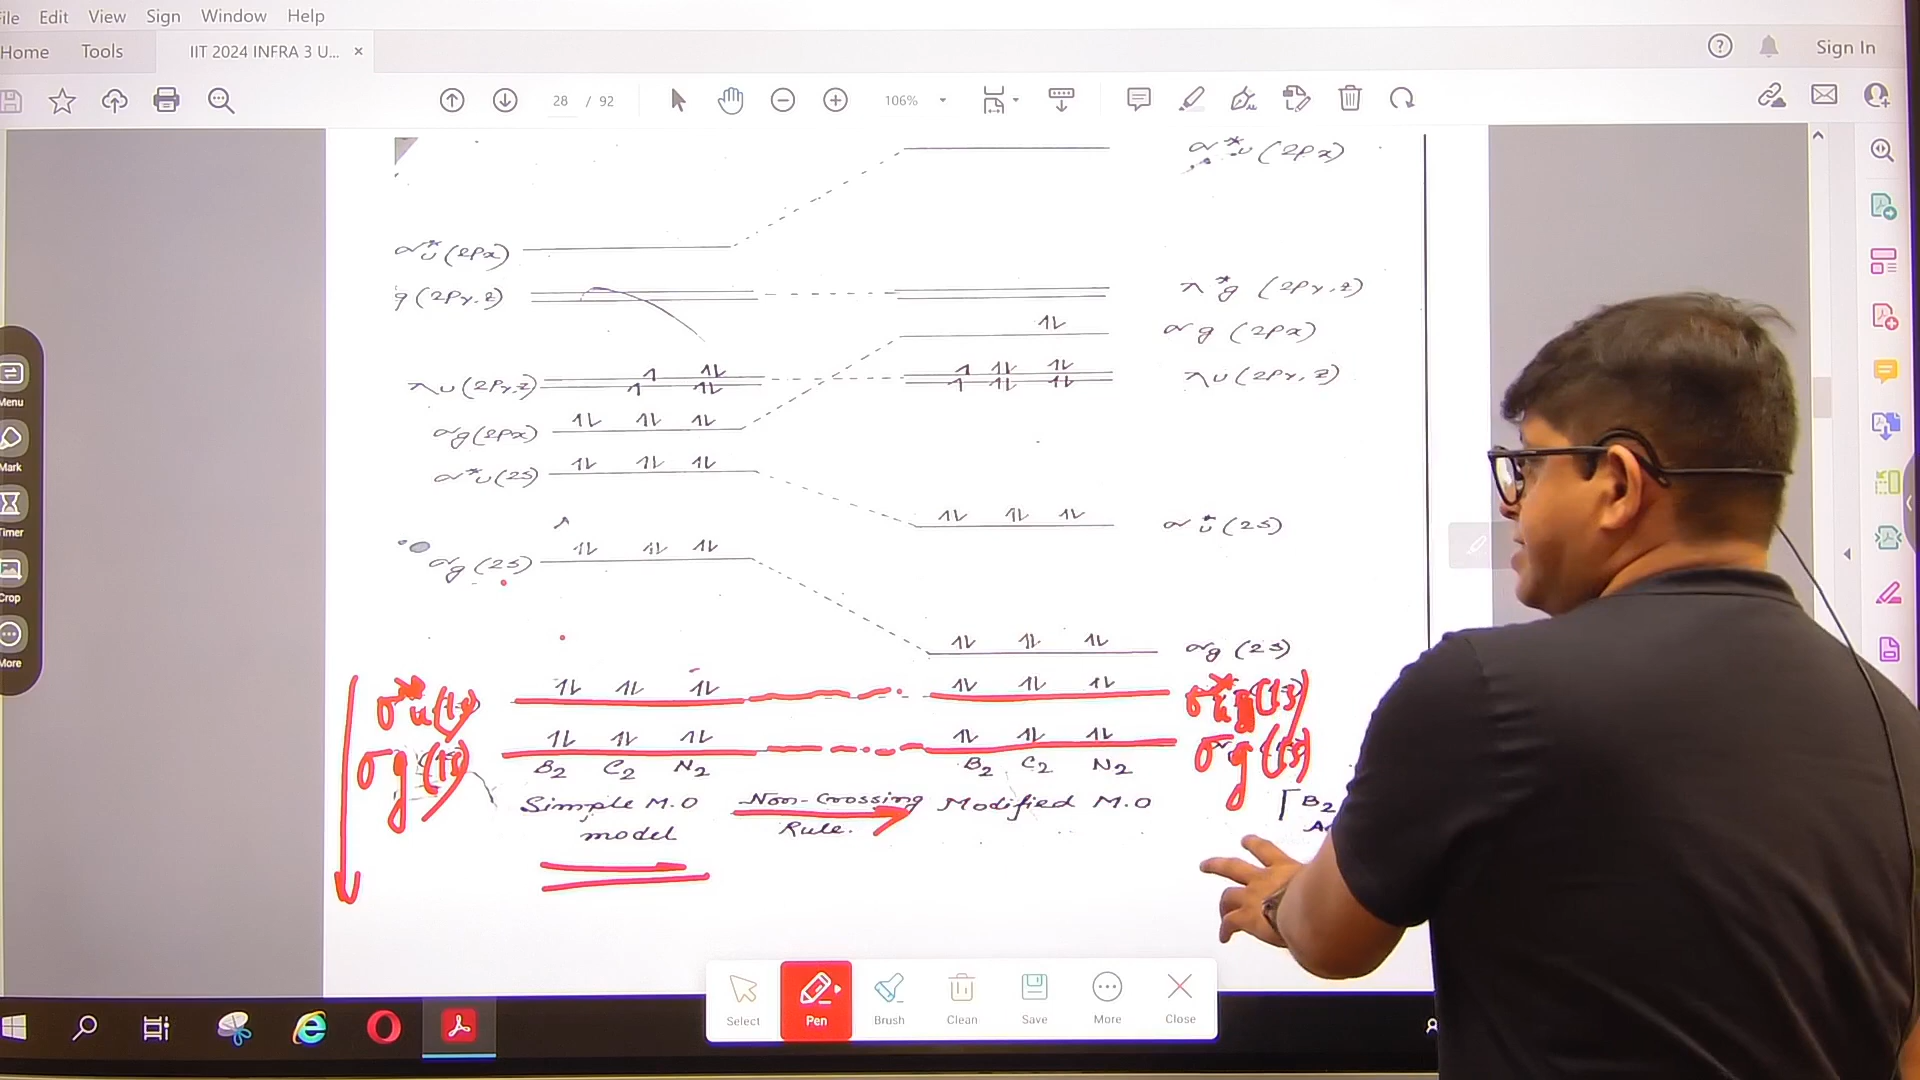 File Edit View Sign Window Help
Home Tools IIT 2024 INFRA 3 U... × Sign In
28 / 92 106%
σ*u (2px)
σ*u (2px)
g (2py,z) π*g (2py,z)
σg (2px)
πu (2py,z) πu (2py,z)
σg (2px)
σ*u (2s)
σ*u (2s)
σg (2s)
σg (2s)
σ*u(1s)
σg(1s) σg(1s)
B2 C2 N2 B2 C2 N2
Simple M.O Non-Crossing Modified M.O [B2
model Rule.
Menu
Mark
Timer
Crop
More
Select Pen Brush Clean Save More Close